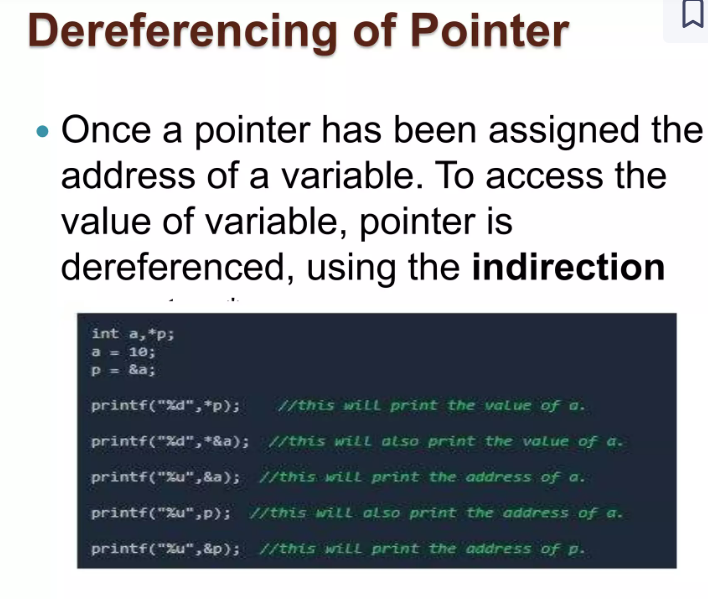 Dereferencing of Pointer
• Once a pointer has been assigned the
address of a variable. To access the
value of variable, pointer is
dereferenced, using the indirection
int a,*p;
a = 10;
p = &a;
printf("%d",*p);    //this will print the value of a.
printf("%d",*&a);  //this will also print the value of a.
printf("%u",&a);  //this will print the address of a.
printf("%u",p);  //this will also print the address of a.
printf("%u",&p);  //this will print the address of p.